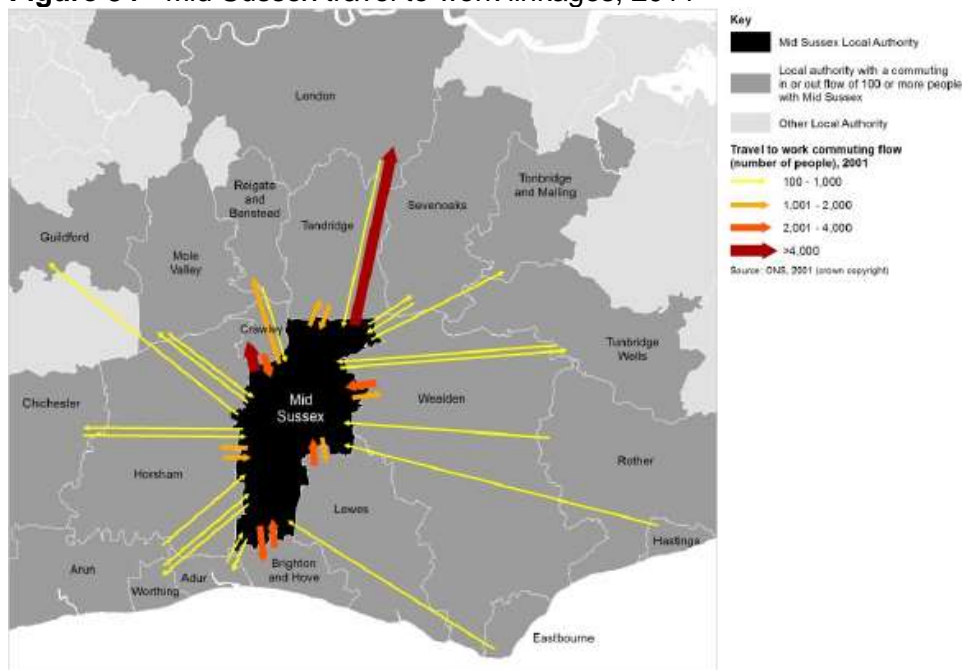 Mid Sussex travel to work linkages, 2011
Key
Mid Sussex Local Authority
Local authority with a commuting
in or out flow of 100 or more people
with Mid Sussex
Other Local Authority
Travel to work commuting flow
(number of people), 2001
100 - 1,000
1,001 - 2,000
2,001 - 4,000
>4,000
Source: ONS, 2001 (crown copyright)
London
Reigate
and
Banstead
Tandridge
Sevenoaks
Tonbridge
and Malling
Guildford
Mole
Valley
Crawley
Tunbridge
Wells
Chichester
Mid
Sussex
Wealden
Horsham
Rother
Lewes
Hastings
Arun
Adur
Worthing
Brighton
and Hove
Eastbourne